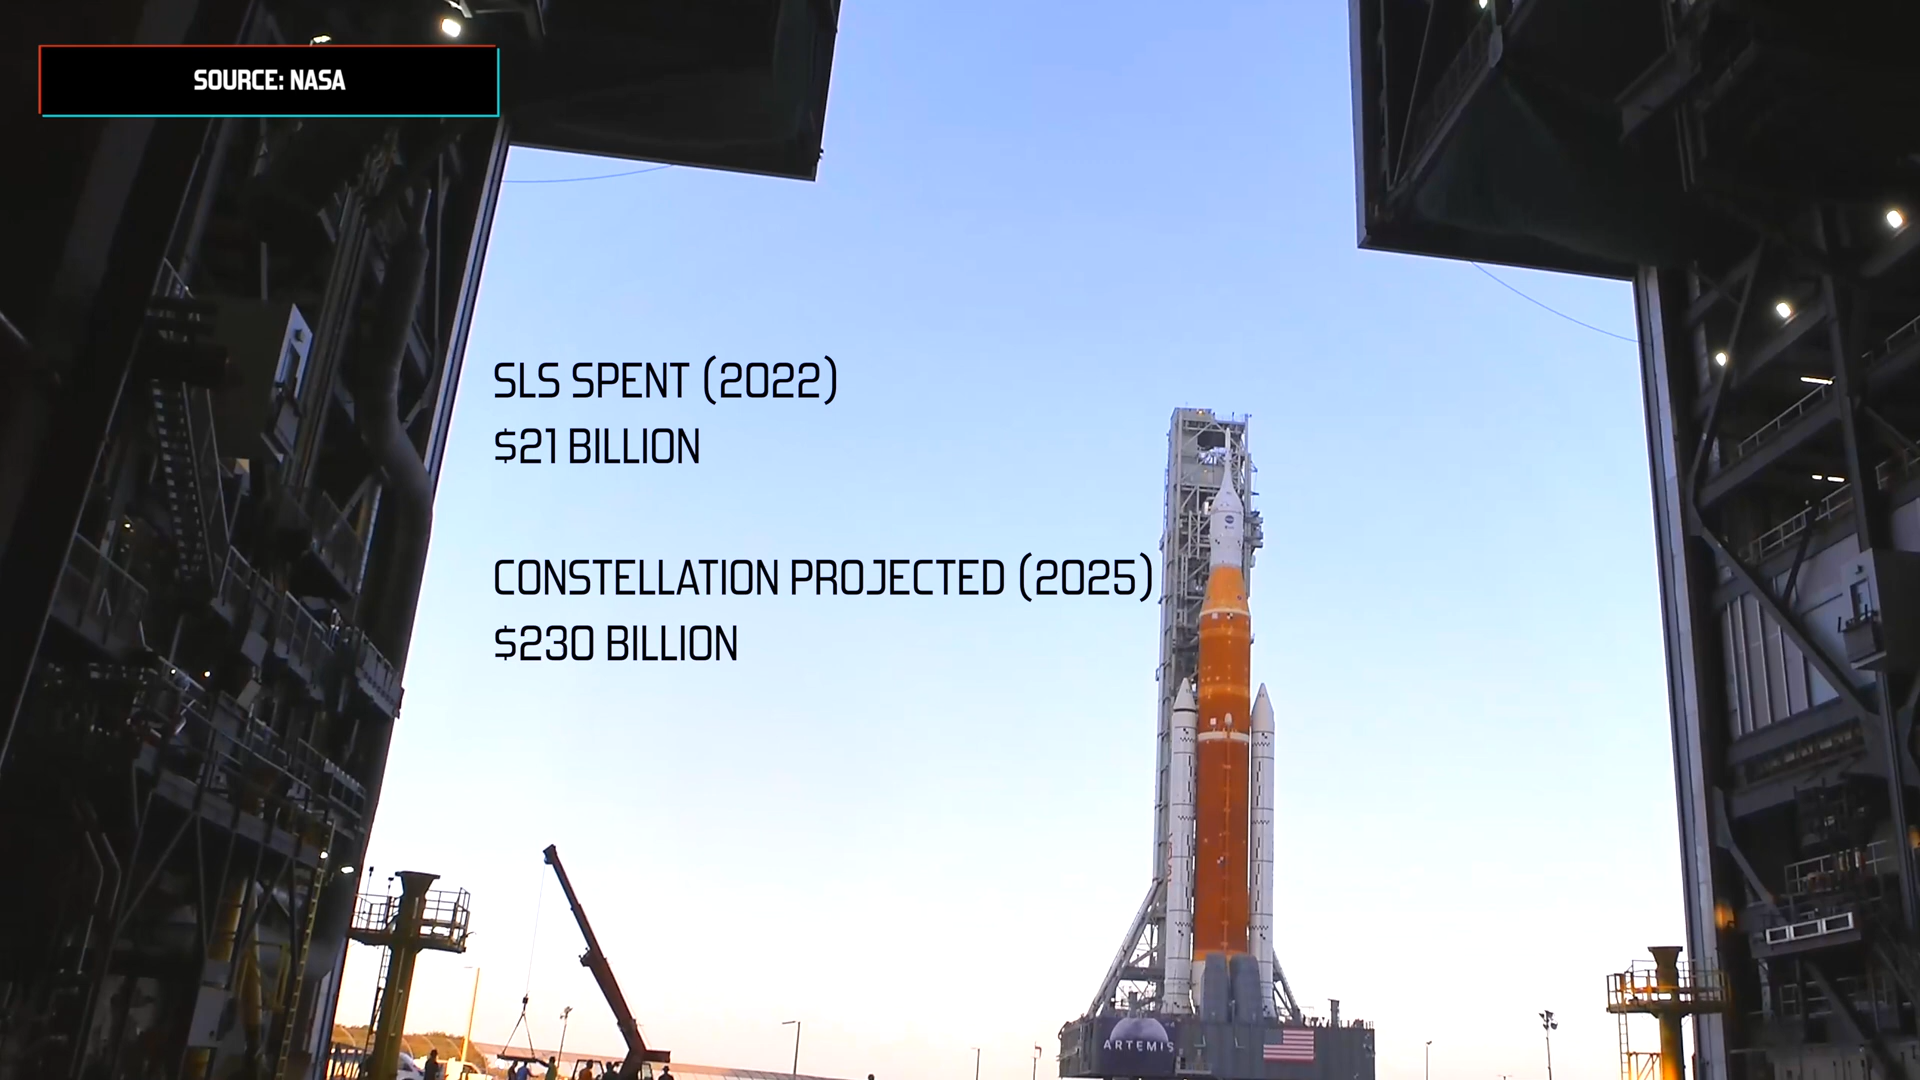 SOURCE: NASA
SLS SPENT (2022)
$21 BILLION
CONSTELLATION PROJECTED (2025)
$230 BILLION
ARTEMIS